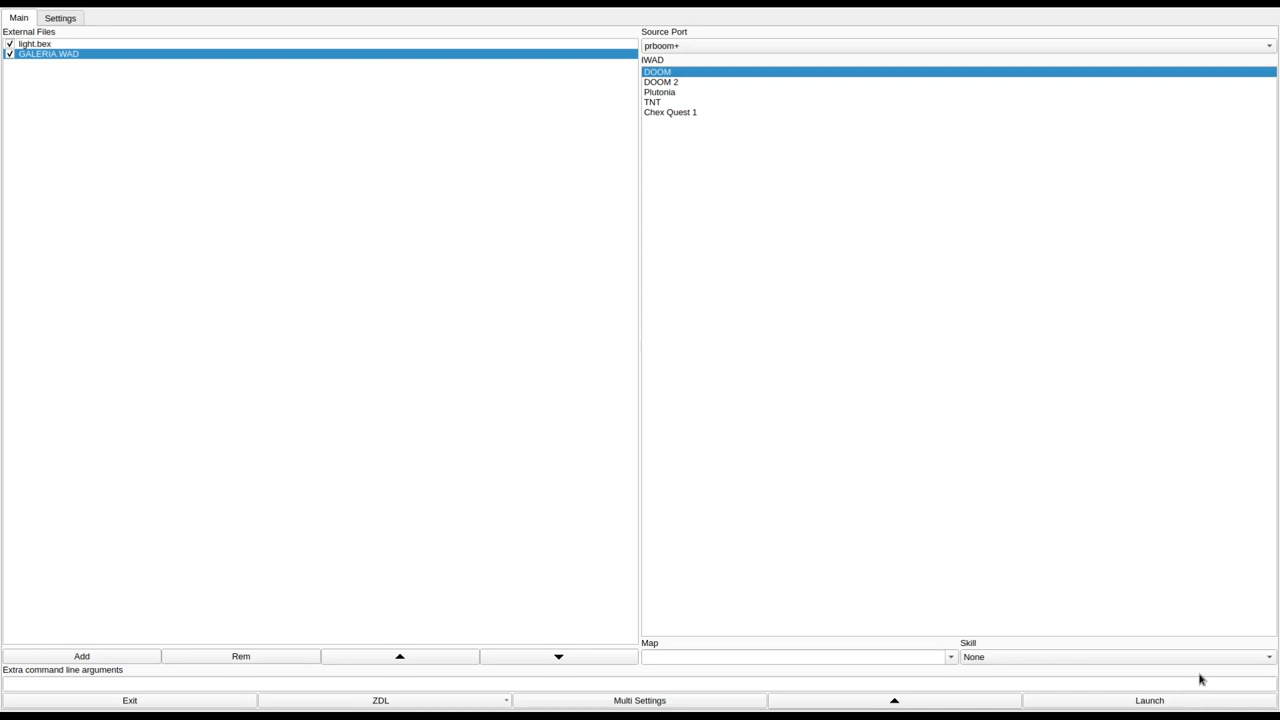 Main
Settings
External Files
light.bex
GALERIA.WAD
Source Port
prboom+
IWAD
DOOM
DOOM 2
Plutonia
TNT
Chex Quest 1
Map
Skill
None
Add
Rem
Extra command line arguments
Exit
ZDL
Multi Settings
Launch